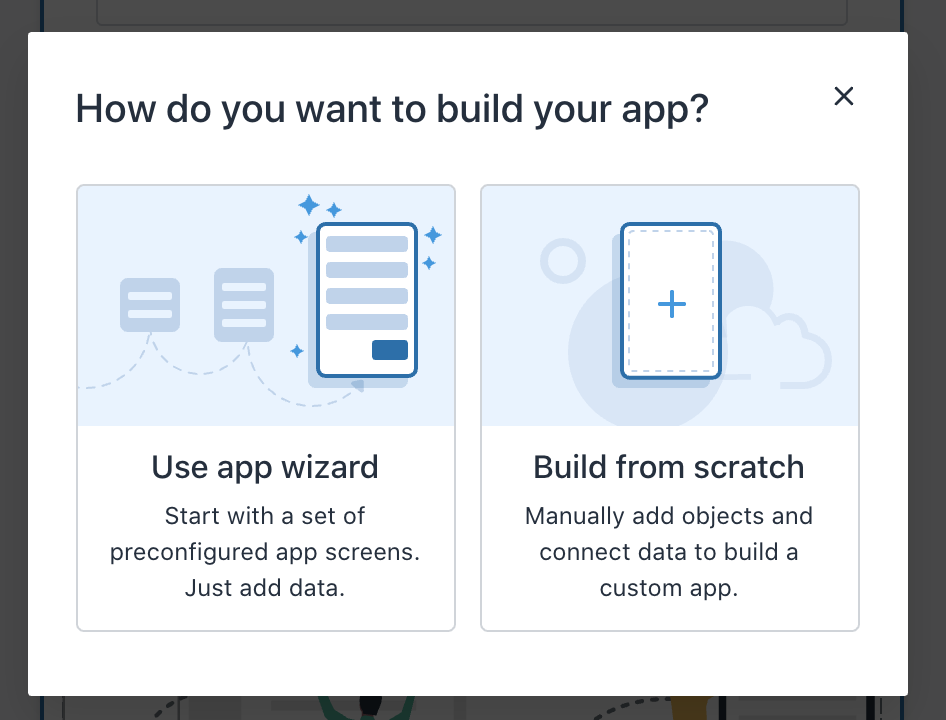 How do you want to build your app?
Use app wizard
Start with a set of
preconfigured app screens.
Just add data.
Build from scratch
Manually add objects and
connect data to build a
custom app.